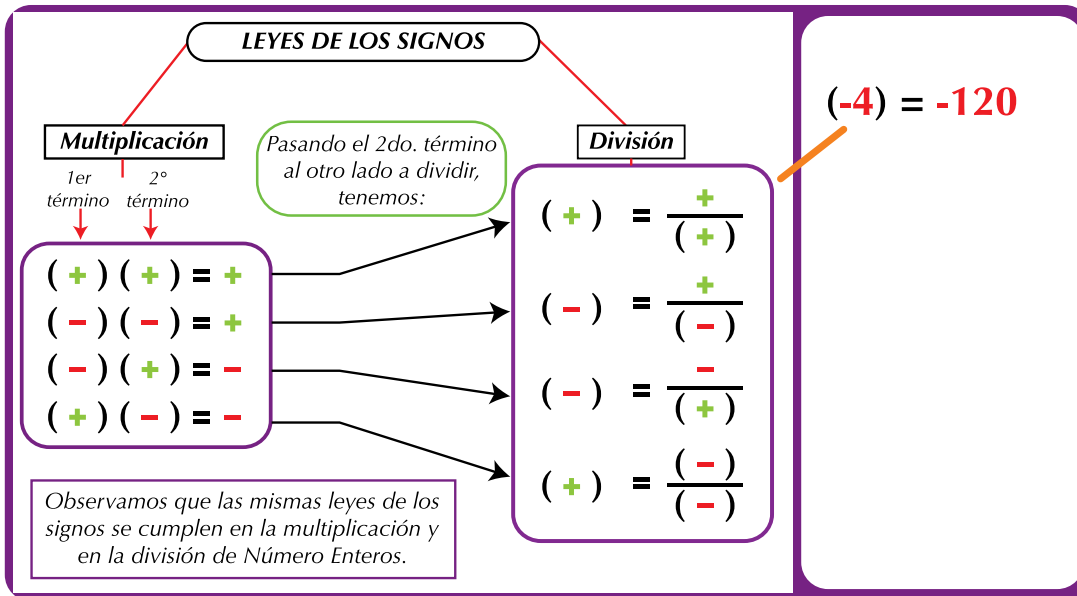 LEYES DE LOS SIGNOS
Multiplicación
1er término
2° término
( + ) ( + ) = +
( − ) ( − ) = +
( − ) ( + ) = −
( + ) ( − ) = −
Pasando el 2do. término
al otro lado a dividir,
tenemos:
División
( + ) = + / ( + )
( − ) = + / ( − )
( − ) = − / ( + )
( + ) = ( − ) / ( − )
Observamos que las mismas leyes de los
signos se cumplen en la multiplicación y
en la división de Número Enteros.
(-4) = -120